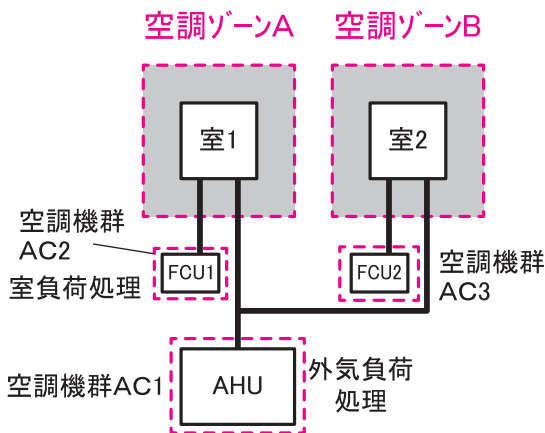 空調ゾーンA
空調ゾーンB
室1
室2
空調機群
AC2
室負荷処理
FCU1
FCU2
空調機群
AC3
空調機群AC1
AHU
外気負荷
処理